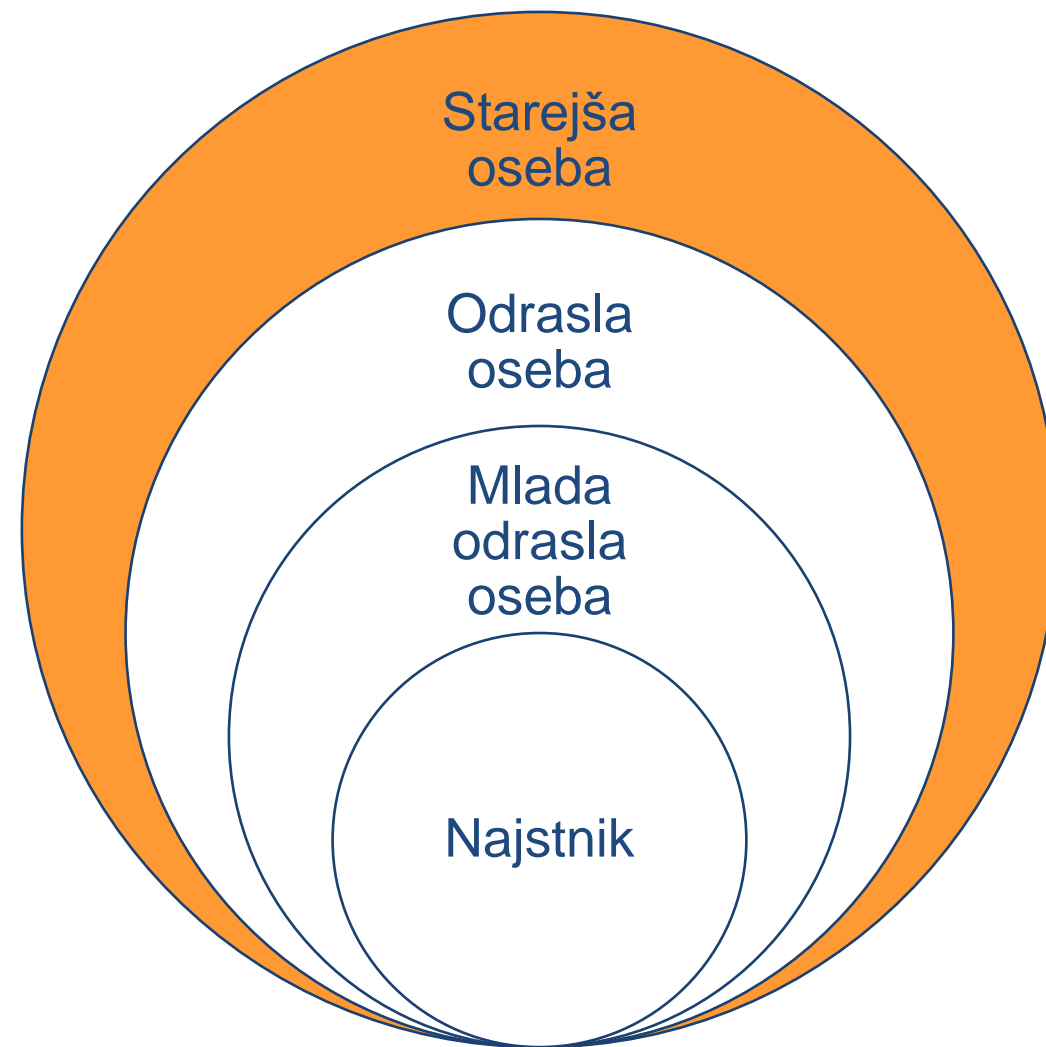 Starejša
oseba
Odrasla
oseba
Mlada
odrasla
oseba
Najstnik